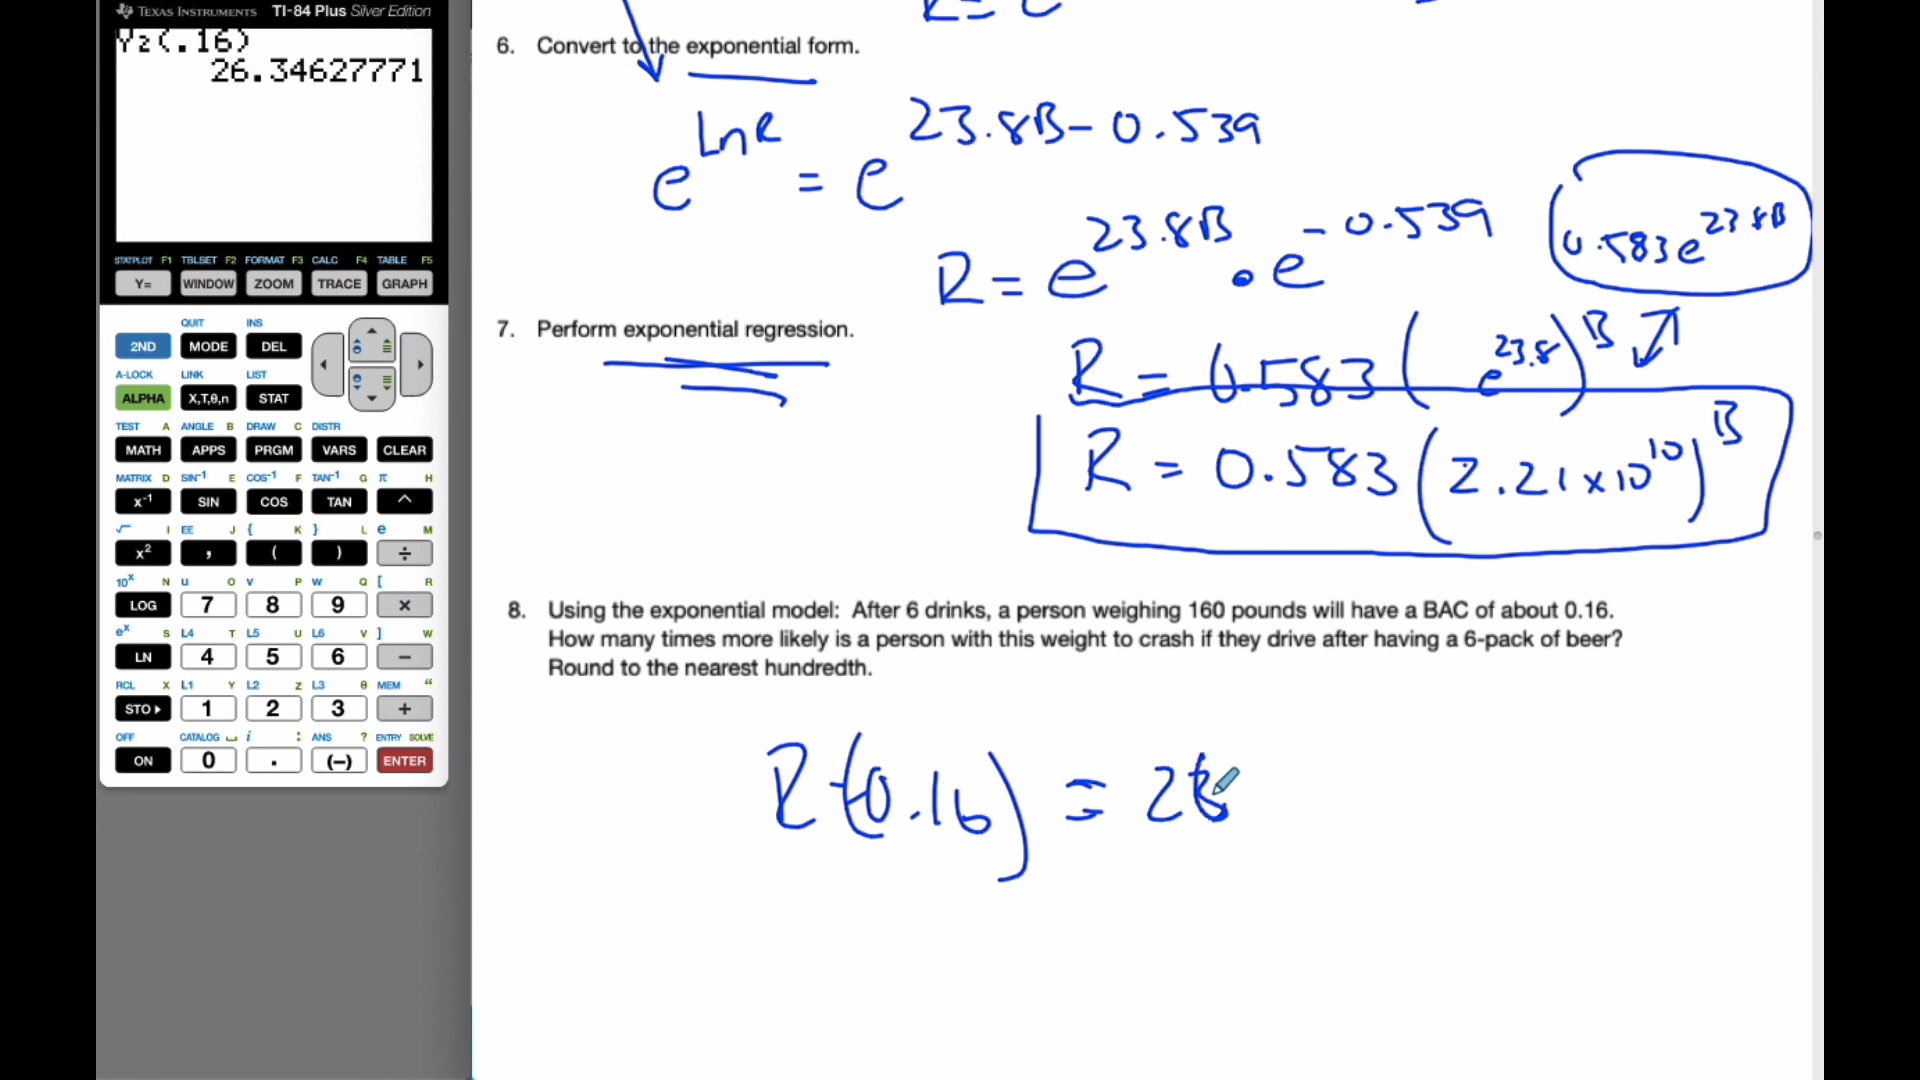 TEXAS INSTRUMENTS TI-84 Plus Silver Edition
Y2(.16)
26.34627771
STATPLOT F1 TBLSET F2 FORMAT F3 CALC F4 TABLE F5
Y= WINDOW ZOOM TRACE GRAPH
QUIT INS
2ND MODE DEL
A-LOCK LINK LIST
ALPHA X,T,θ,n STAT
TEST A ANGLE B DRAW C DISTR
MATH APPS PRGM VARS CLEAR
MATRIX D SIN-1 E COS-1 F TAN-1 G π H
x-1 SIN COS TAN ^
√ I EE J { K } L e M
x2 , ( ) ÷
10x N u O v P w Q [ R
LOG 7 8 9 ×
ex S L4 T L5 U L6 V ] W
LN 4 5 6 −
RCL X L1 Y L2 Z L3 θ MEM "
STO▸ 1 2 3 +
OFF CATALOG ␣ i : ANS ? ENTRY SOLVE
ON 0 . (−) ENTER
R = e
6. Convert to the exponential form.
e^LnR = e^23.8B-0.539
R = e^23.8B • e^-0.539
0.583e^23.8B
7. Perform exponential regression.
R = 0.583(e^23.8)^B
R = 0.583(2.21x10^10)^B
8. Using the exponential model: After 6 drinks, a person weighing 160 pounds will have a BAC of about 0.16.
How many times more likely is a person with this weight to crash if they drive after having a 6-pack of beer?
Round to the nearest hundredth.
R(0.16) = 26